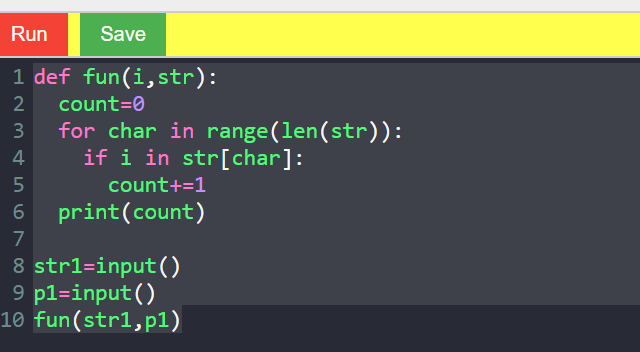 Run Save
1 def fun(i,str):
2   count=0
3   for char in range(len(str)):
4     if i in str[char]:
5       count+=1
6   print(count)
7
8 str1=input()
9 p1=input()
10 fun(str1,p1)